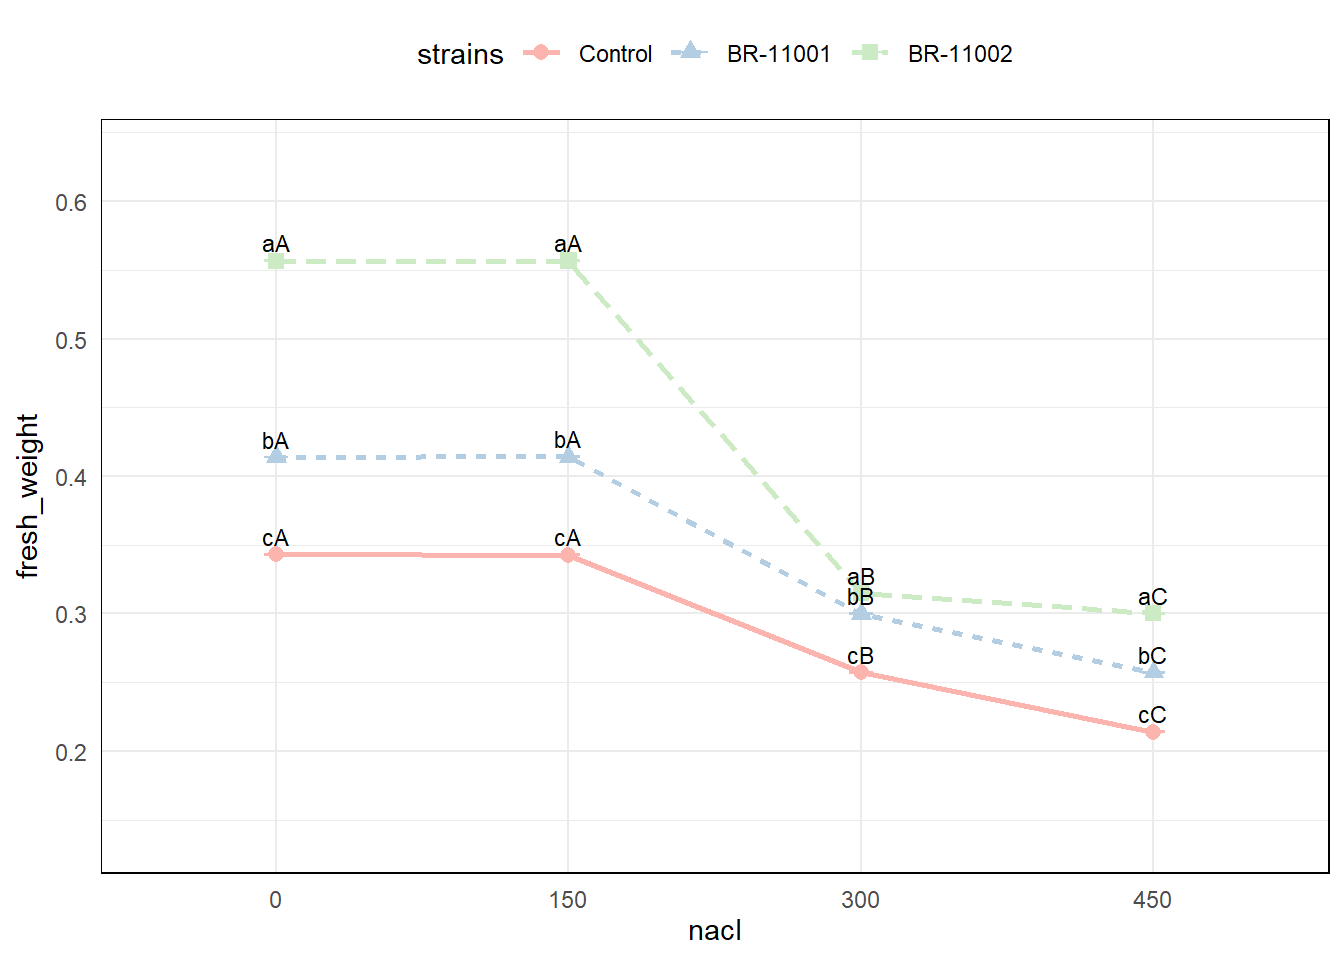 strains Control BR-11001 BR-11002
0.6
aA aA
0.5
fresh_weight
bA bA
0.4
cA cA
aB
bB aC
0.3
cB bC
cC
0.2
0 150 300 450
nacl